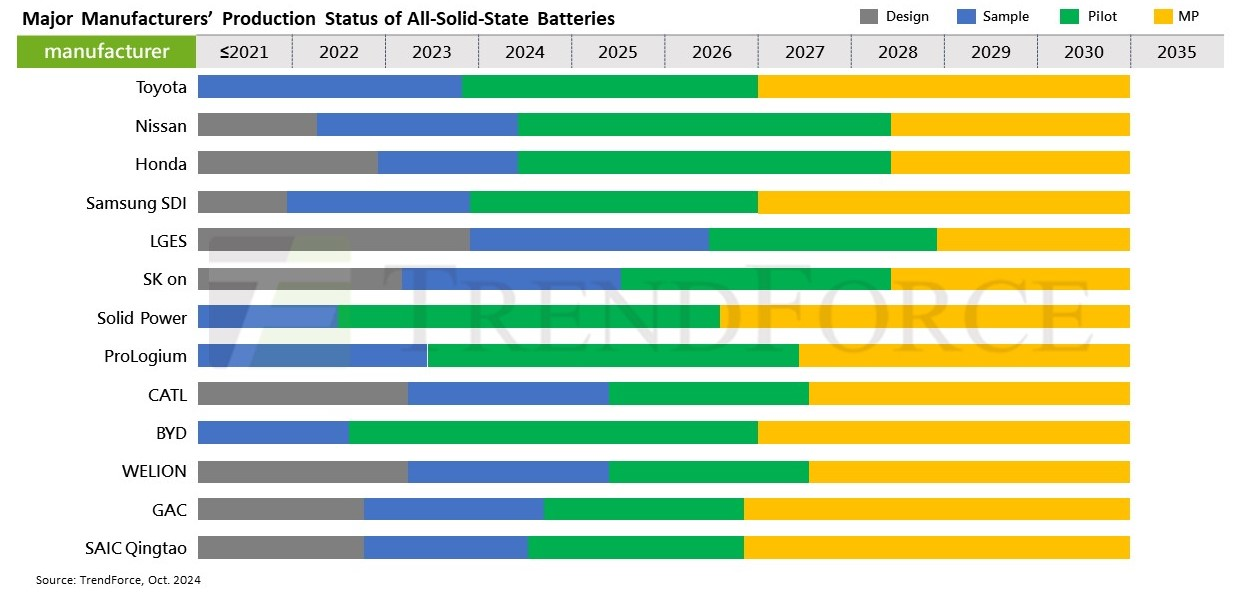 Major Manufacturers’ Production Status of All-Solid-State Batteries
Design Sample Pilot MP
manufacturer ≤2021 2022 2023 2024 2025 2026 2027 2028 2029 2030 2035
Toyota
Nissan
Honda
Samsung SDI
LGES
SK on
Solid Power
ProLogium
CATL
BYD
WELION
GAC
SAIC Qingtao
TRENDFORCE
Source: TrendForce, Oct. 2024